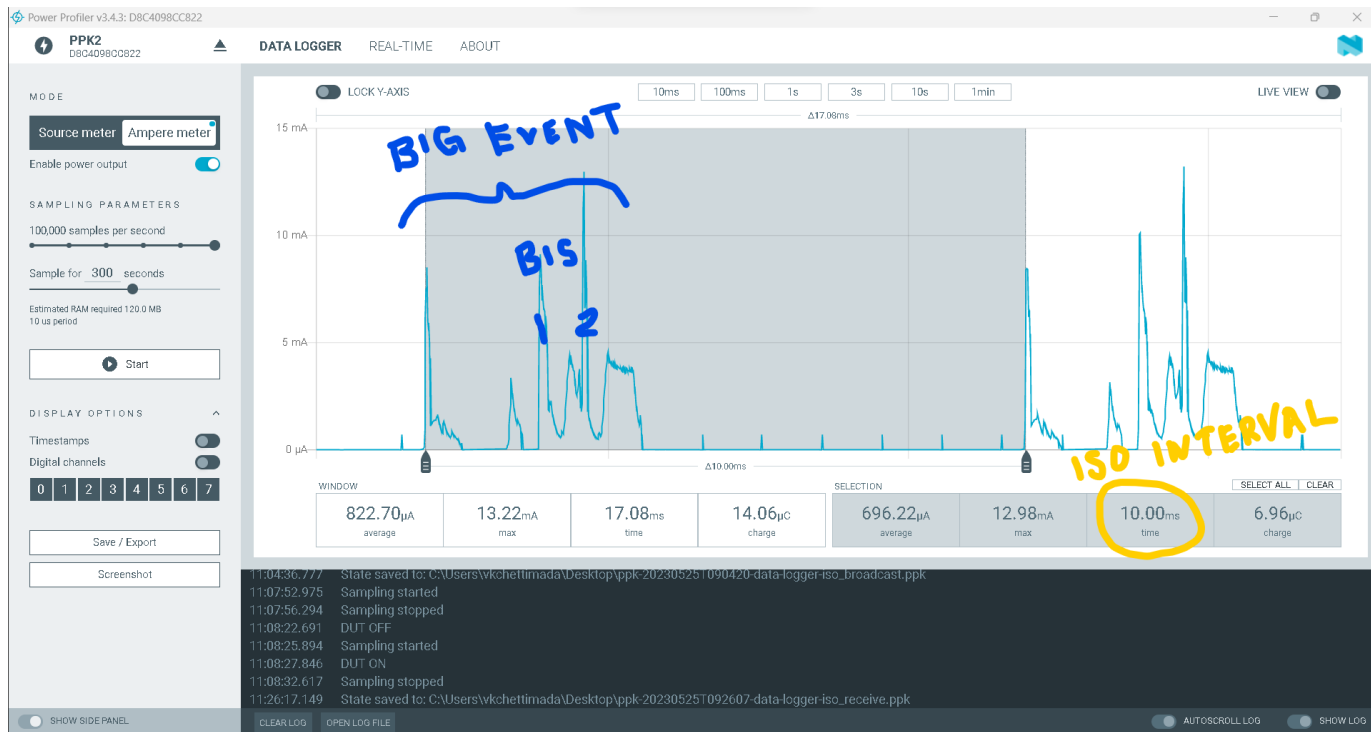 Power Profiler v3.4.3: D8C4098CC822
PPK2
D8C4098CC822
DATA LOGGER
REAL-TIME
ABOUT
MODE
Source meter
Ampere meter
Enable power output
SAMPLING PARAMETERS
100,000 samples per second
Sample for 300 seconds
Estimated RAM required 120.0 MB
10 us period
Start
DISPLAY OPTIONS
Timestamps
Digital channels
0 1 2 3 4 5 6 7
Save / Export
Screenshot
SHOW SIDE PANEL
LOCK Y-AXIS
10ms 100ms 1s 3s 10s 1min
LIVE VIEW
Δ17.08ms
15 mA
10 mA
5 mA
0 µA
BIG EVENT
BIS
1 2
ISO INTERVAL
Δ10.00ms
WINDOW
822.70µA average
13.22mA max
17.08ms time
14.06µC charge
SELECTION
SELECT ALL CLEAR
696.22µA average
12.98mA max
10.00ms time
6.96µC charge
11:04:36.777 State saved to: C:\Users\vkchettimada\Desktop\ppk-20230525T090420-data-logger-iso_broadcast.ppk
11:07:52.975 Sampling started
11:07:56.294 Sampling stopped
11:08:22.691 DUT OFF
11:08:25.894 Sampling started
11:08:27.846 DUT ON
11:08:32.617 Sampling stopped
11:26:17.149 State saved to: C:\Users\vkchettimada\Desktop\ppk-20230525T092607-data-logger-iso_receive.ppk
CLEAR LOG
OPEN LOG FILE
AUTOSCROLL LOG
SHOW LOG